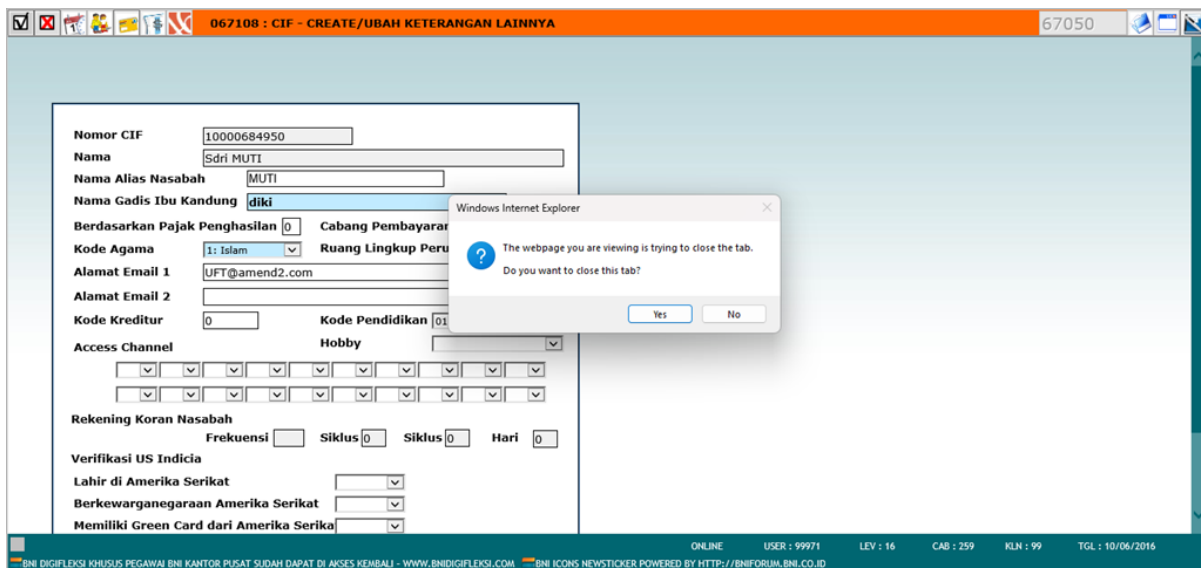 067108 : CIF - CREATE/UBAH KETERANGAN LAINNYA 67050
Nomor CIF 10000684950
Nama Sdri MUTI
Nama Alias Nasabah MUTI
Nama Gadis Ibu Kandung diki
Berdasarkan Pajak Penghasilan 0 Cabang Pembayaran
Kode Agama 1: Islam Ruang Lingkup Peru
Alamat Email 1 UFT@amend2.com
Alamat Email 2
Kode Kreditur 0 Kode Pendidikan 01
Access Channel Hobby
Rekening Koran Nasabah
Frekuensi Siklus 0 Siklus 0 Hari 0
Verifikasi US Indicia
Lahir di Amerika Serikat
Berkewarganegaraan Amerika Serikat
Memiliki Green Card dari Amerika Serika
Windows Internet Explorer
The webpage you are viewing is trying to close the tab.
Do you want to close this tab?
Yes No
ONLINE USER : 99971 LEV : 16 CAB : 259 KLN : 99 TGL : 10/06/2016
BNI DIGIFLEKSI KHUSUS PEGAWAI BNI KANTOR PUSAT SUDAH DAPAT DI AKSES KEMBALI - WWW.BNIDIGIFLEKSI.COM BNI ICONS NEWSTICKER POWERED BY HTTP://BNIFORUM.BNI.CO.ID